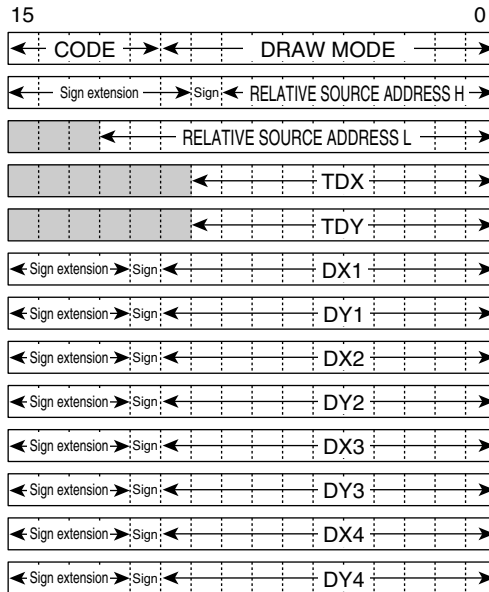 15 0
CODE DRAW MODE
Sign extension Sign RELATIVE SOURCE ADDRESS H
RELATIVE SOURCE ADDRESS L
TDX
TDY
Sign extension Sign DX1
Sign extension Sign DY1
Sign extension Sign DX2
Sign extension Sign DY2
Sign extension Sign DX3
Sign extension Sign DY3
Sign extension Sign DX4
Sign extension Sign DY4